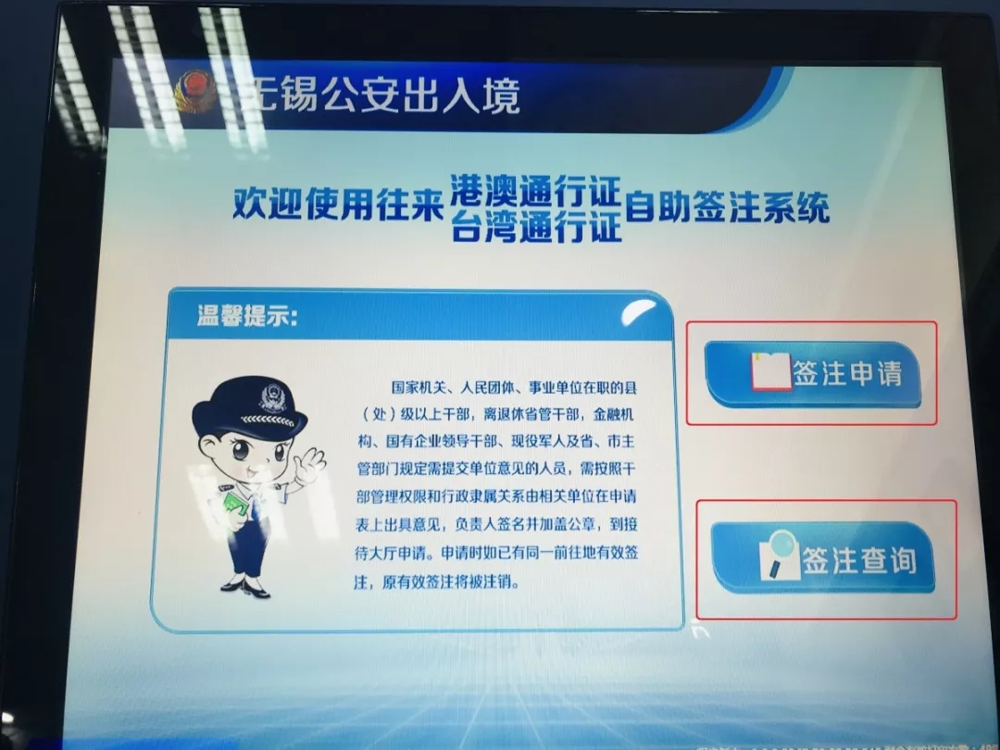 无锡公安出入境
欢迎使用往来
港澳通行证
台湾通行证
自助签注系统
温馨提示:
国家机关、人民团体、事业单位在职的县
（处）级以上干部，离退休省管干部，金融机
构、国有企业领导干部、现役军人及省、市主
管部门规定需提交单位意见的人员，需按照干
部管理权限和行政隶属关系由相关单位在申请
表上出具意见，负责人签名并加盖公章，到接
待大厅申请。申请时如已有同一前往地有效签
注，原有效签注将被注销。
签注申请
签注查询